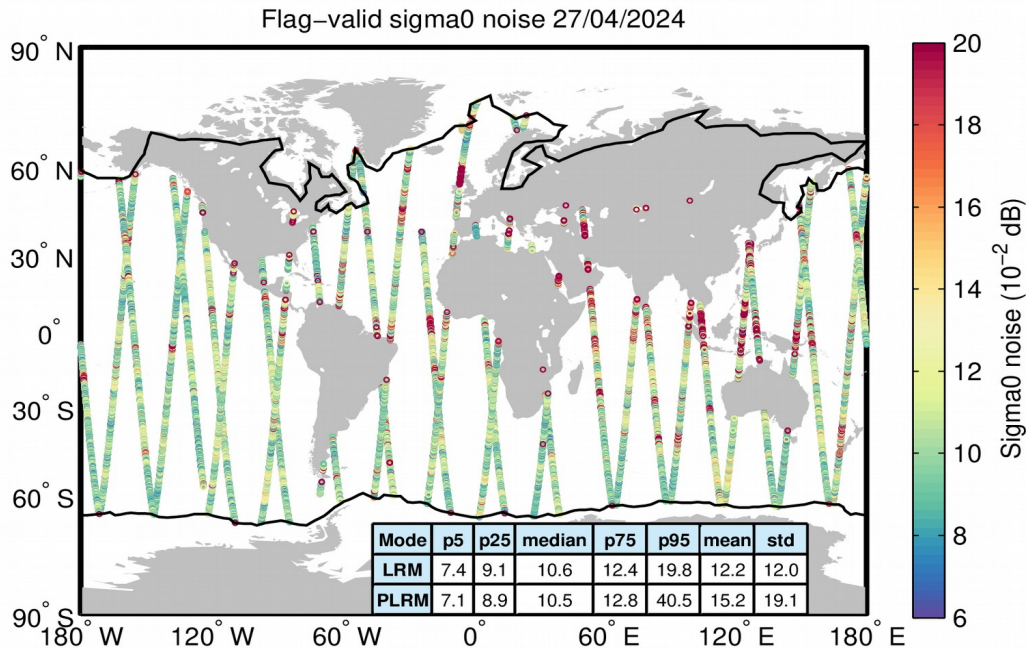 Flag−valid sigma0 noise 27/04/2024
90° N
60° N
30° N
0°
30° S
60° S
90° S
180° W
120° W
60° W
0°
60° E
120° E
180° E
Mode p5 p25 median p75 p95 mean std
LRM 7.4 9.1 10.6 12.4 19.8 12.2 12.0
PLRM 7.1 8.9 10.5 12.8 40.5 15.2 19.1
20
18
16
14
12
10
8
6
Sigma0 noise (10⁻² dB)